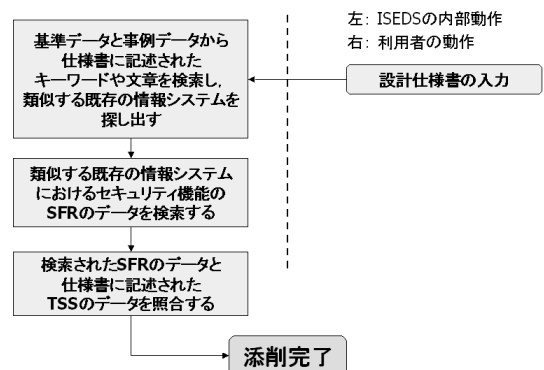 左: ISEDSの内部動作
右: 利用者の動作
基準データと事例データから
仕様書に記述された
キーワードや文章を検索し,
類似する既存の情報システムを
探し出す
設計仕様書の入力
類似する既存の情報システム
におけるセキュリティ機能の
SFRのデータを検索する
検索されたSFRのデータと
仕様書に記述された
TSSのデータを照合する
添削完了